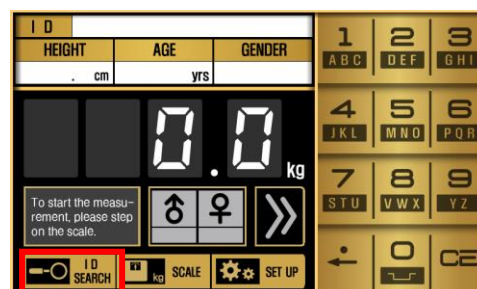 I D
HEIGHT AGE GENDER
. cm yrs
0.0 kg
To start the measu-
rement, please step
on the scale.
I D SEARCH
kg SCALE
SET UP
1 2 3
ABC DEF GHI
4 5 6
JKL MNO PQR
7 8 9
STU VWX YZ
. 0 CE